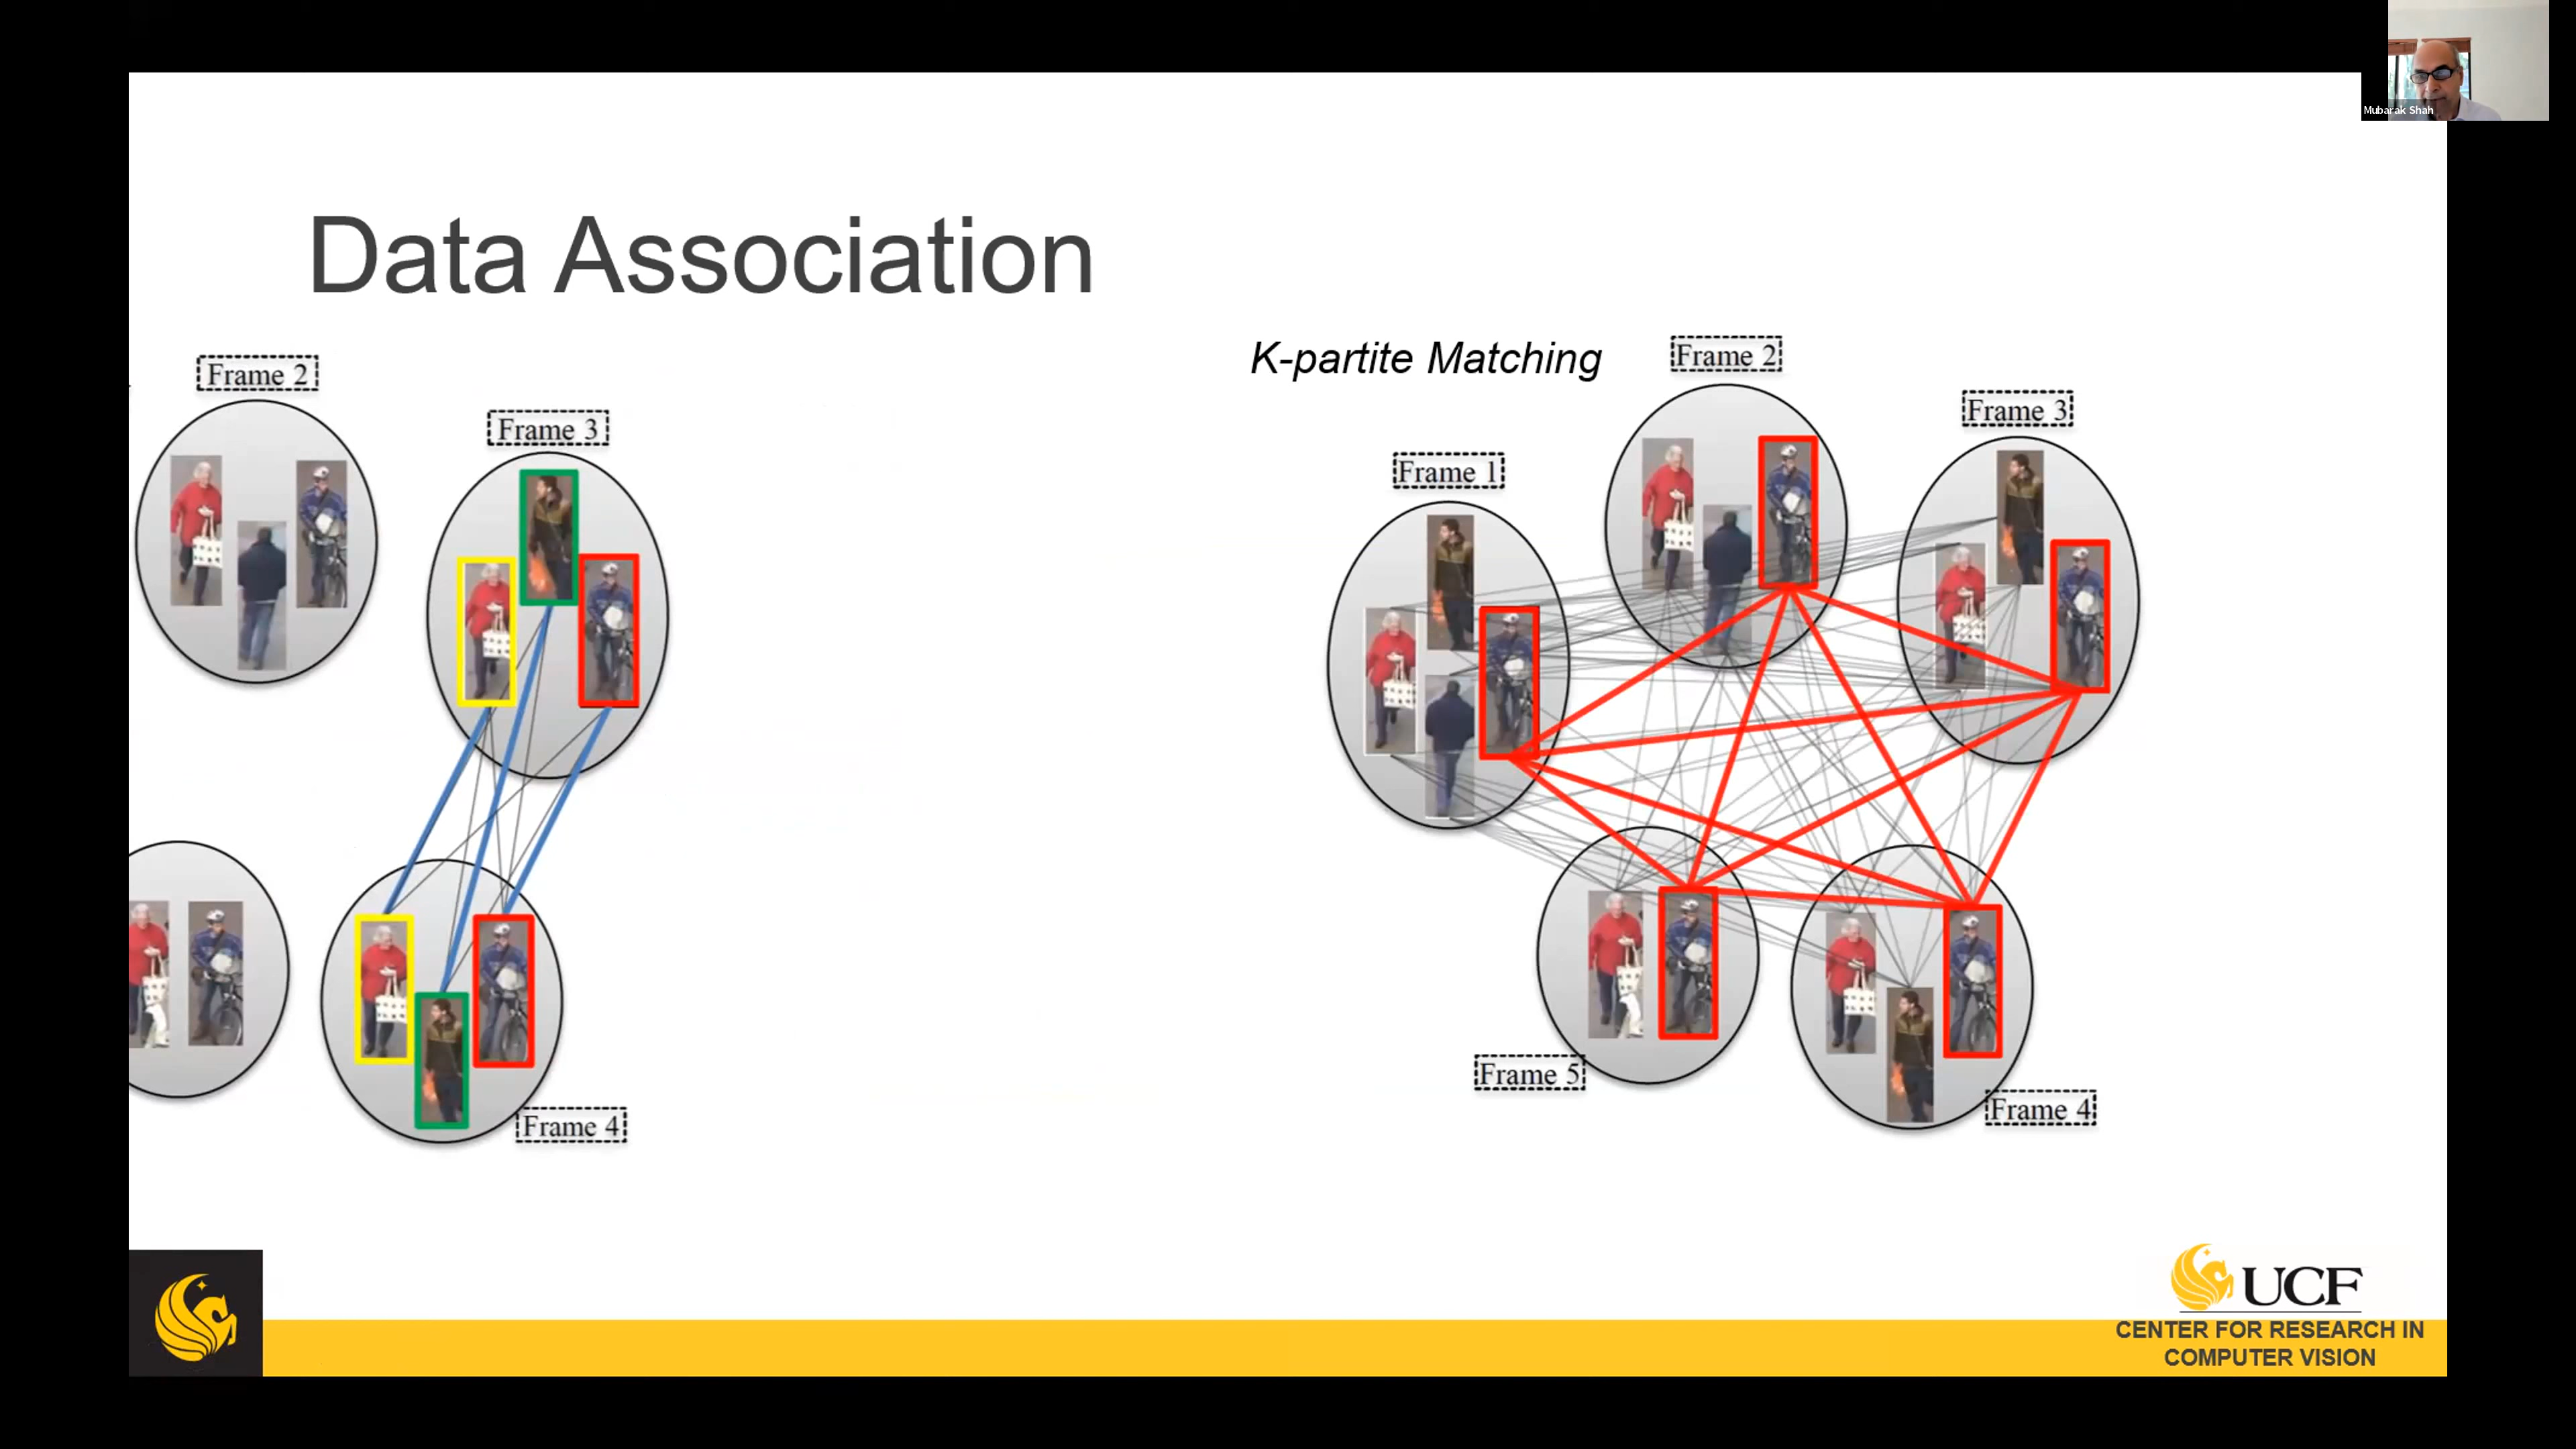 Mubarak Shah
Data Association
Frame 2
Frame 3
Frame 4
K-partite Matching
Frame 2
Frame 3
Frame 1
Frame 5
Frame 4
UCF
CENTER FOR RESEARCH IN
COMPUTER VISION